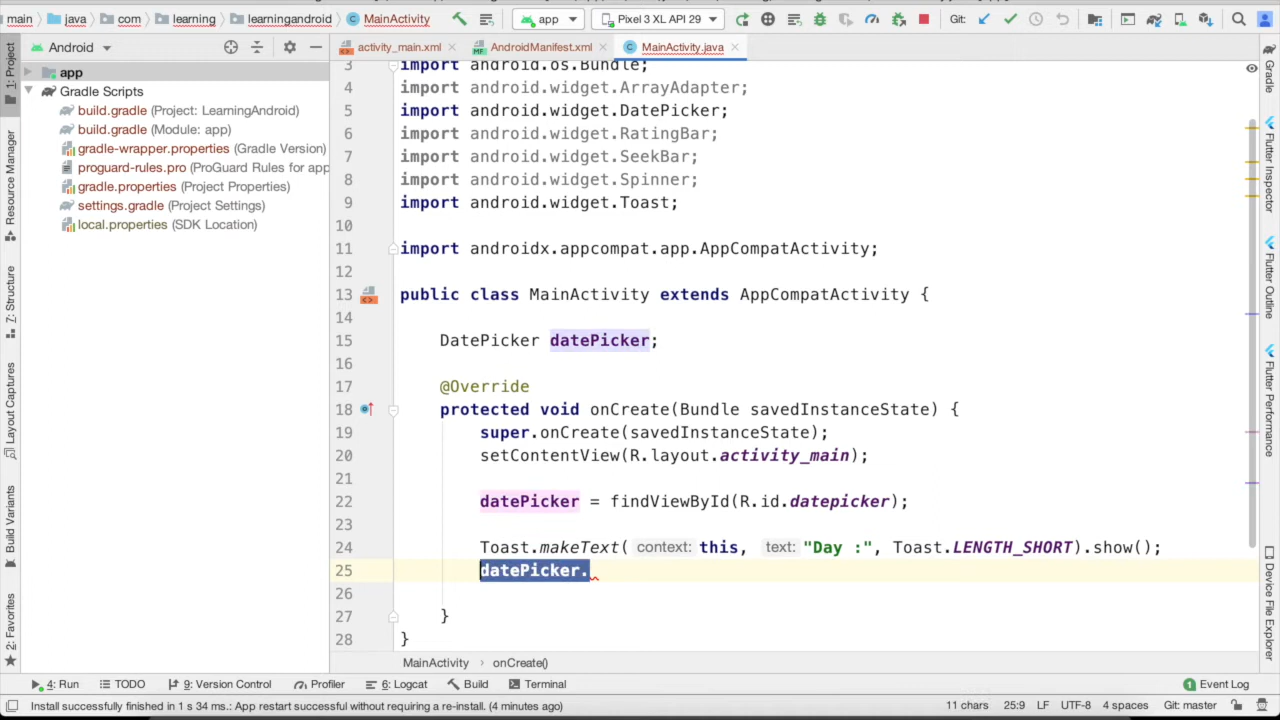 main java com learning learningandroid MainActivity app Pixel 3 XL API 29 Git:
Android
activity_main.xml AndroidManifest.xml MainActivity.java
1: Project
Resource Manager
Z: Structure
Layout Captures
Build Variants
2: Favorites
app
Gradle Scripts
build.gradle (Project: LearningAndroid)
build.gradle (Module: app)
gradle-wrapper.properties (Gradle Version)
proguard-rules.pro (ProGuard Rules for app
gradle.properties (Project Properties)
settings.gradle (Project Settings)
local.properties (SDK Location)
3 import android.os.Bundle;
4 import android.widget.ArrayAdapter;
5 import android.widget.DatePicker;
6 import android.widget.RatingBar;
7 import android.widget.SeekBar;
8 import android.widget.Spinner;
9 import android.widget.Toast;
10
11 import androidx.appcompat.app.AppCompatActivity;
12
13 public class MainActivity extends AppCompatActivity {
14
15 DatePicker datePicker;
16
17 @Override
18 protected void onCreate(Bundle savedInstanceState) {
19 super.onCreate(savedInstanceState);
20 setContentView(R.layout.activity_main);
21
22 datePicker = findViewById(R.id.datepicker);
23
24 Toast.makeText( context: this, text: "Day :", Toast.LENGTH_SHORT).show();
25 datePicker.
26
27 }
28 }
MainActivity › onCreate()
Gradle
Flutter Inspector
Flutter Outline
Flutter Performance
Device File Explorer
4: Run TODO 9: Version Control Profiler 6: Logcat Build Terminal 1 Event Log
Install successfully finished in 1 s 34 ms.: App restart successful without requiring a re-install. (4 minutes ago) 11 chars 25:9 LF UTF-8 4 spaces Git: master